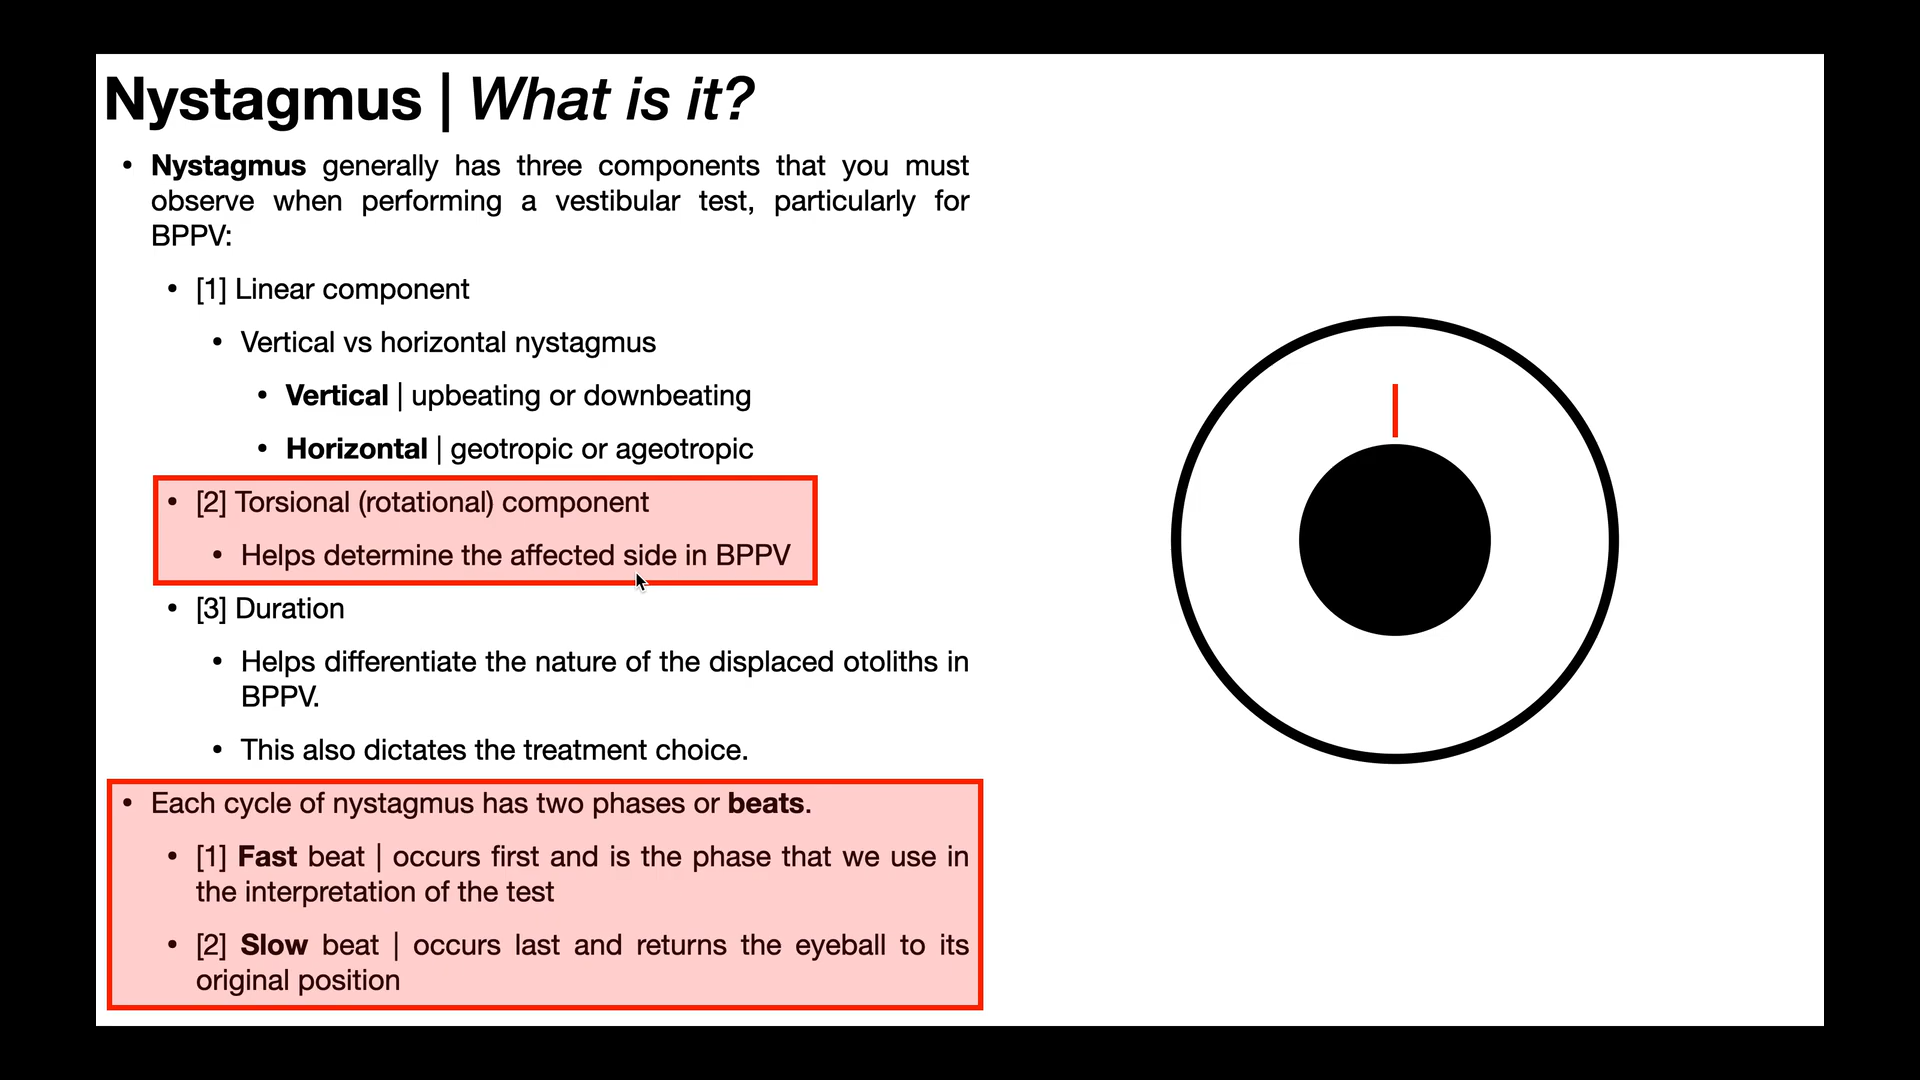 Nystagmus | What is it?
• Nystagmus generally has three components that you must
observe when performing a vestibular test, particularly for
BPPV:
• [1] Linear component
• Vertical vs horizontal nystagmus
• Vertical | upbeating or downbeating
• Horizontal | geotropic or ageotropic
• [2] Torsional (rotational) component
• Helps determine the affected side in BPPV
• [3] Duration
• Helps differentiate the nature of the displaced otoliths in
BPPV.
• This also dictates the treatment choice.
• Each cycle of nystagmus has two phases or beats.
• [1] Fast beat | occurs first and is the phase that we use in
the interpretation of the test
• [2] Slow beat | occurs last and returns the eyeball to its
original position